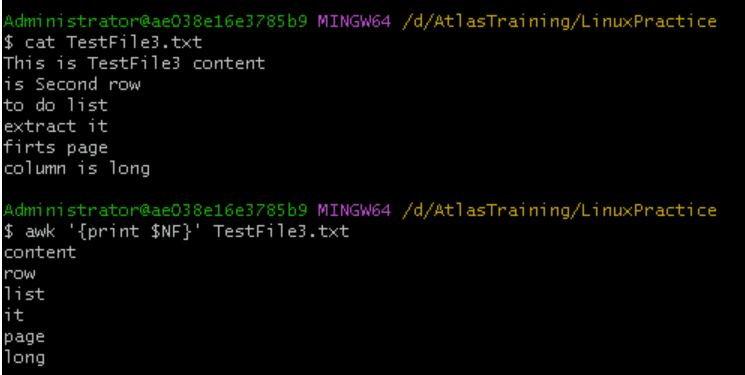 Administrator@ae038e16e3785b9 MINGW64 /d/AtlasTraining/LinuxPractice
$ cat TestFile3.txt
This is TestFile3 content
is Second row
to do list
extract it
firts page
column is long
Administrator@ae038e16e3785b9 MINGW64 /d/AtlasTraining/LinuxPractice
$ awk '{print $NF}' TestFile3.txt
content
row
list
it
page
long